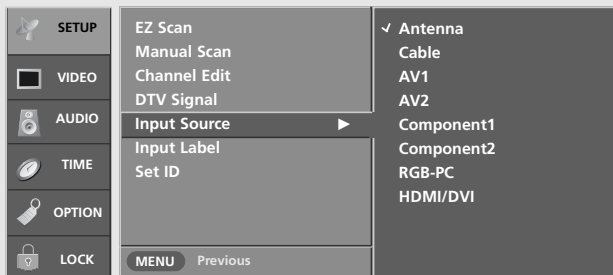 SETUP
VIDEO
AUDIO
TIME
OPTION
LOCK
EZ Scan
Manual Scan
Channel Edit
DTV Signal
Input Source ▶
Input Label
Set ID
MENU Previous
✓ Antenna
Cable
AV1
AV2
Component1
Component2
RGB-PC
HDMI/DVI